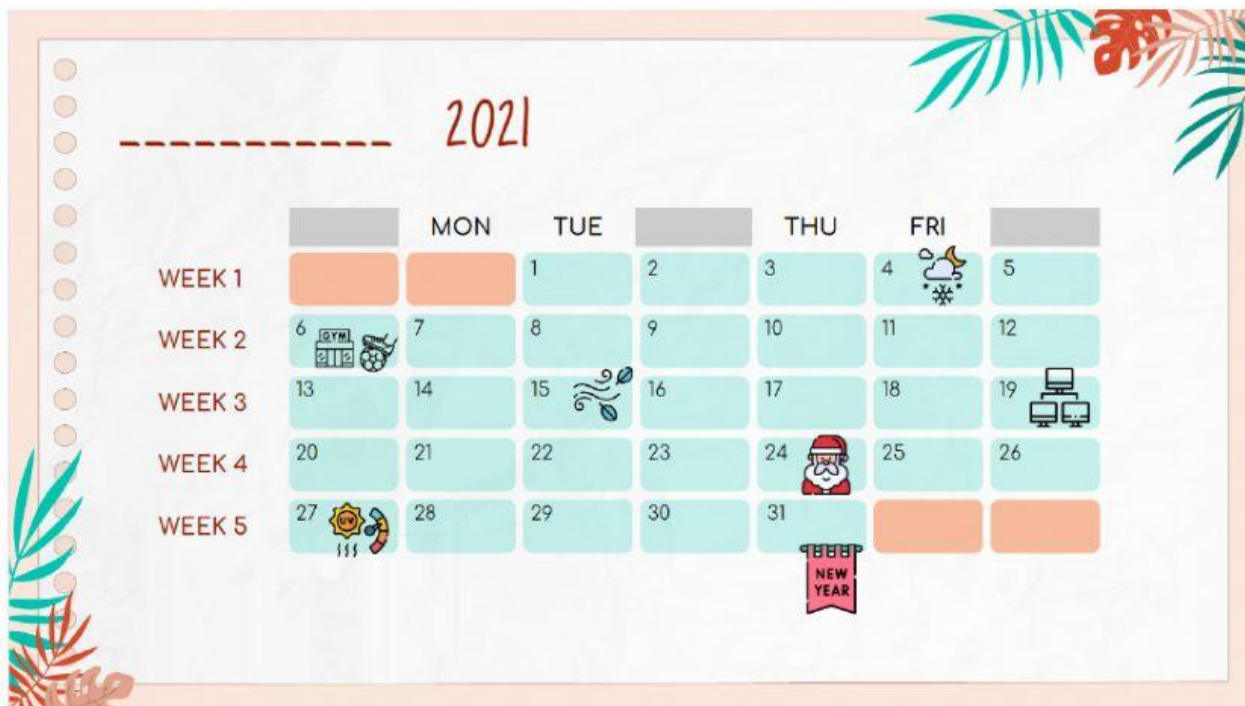 ___________ 2021
MON TUE THU FRI
WEEK 1 1 2 3 4 5
WEEK 2 6 GYM 7 8 9 10 11 12
WEEK 3 13 14 15 16 17 18 19
WEEK 4 20 21 22 23 24 25 26
WEEK 5 27 UV 28 29 30 31
NEW
YEAR